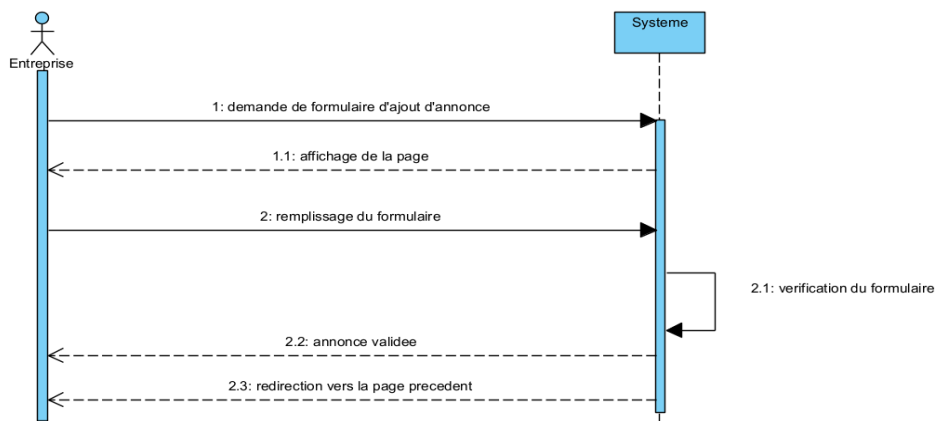 Systeme
Entreprise
1: demande de formulaire d'ajout d'annonce
1.1: affichage de la page
2: remplissage du formulaire
2.1: verification du formulaire
2.2: annonce validee
2.3: redirection vers la page precedent